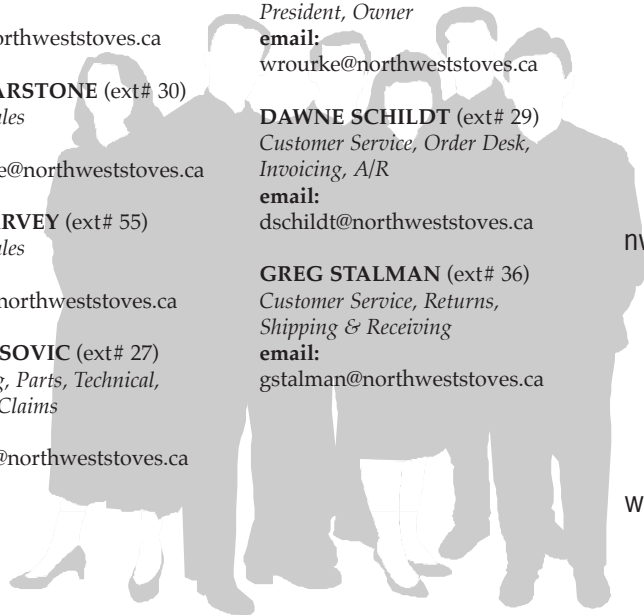 orthweststoves.ca
ARSTONE (ext# 30)
ales
e@northweststoves.ca
RVEY (ext# 55)
ales
northweststoves.ca
SOVIC (ext# 27)
g, Parts, Technical,
Claims
@northweststoves.ca
President, Owner
email:
wrourke@northweststoves.ca
DAWNE SCHILDT (ext# 29)
Customer Service, Order Desk,
Invoicing, A/R
email:
dschildt@northweststoves.ca
GREG STALMAN (ext# 36)
Customer Service, Returns,
Shipping & Receiving
email:
gstalman@northweststoves.ca
nw
w